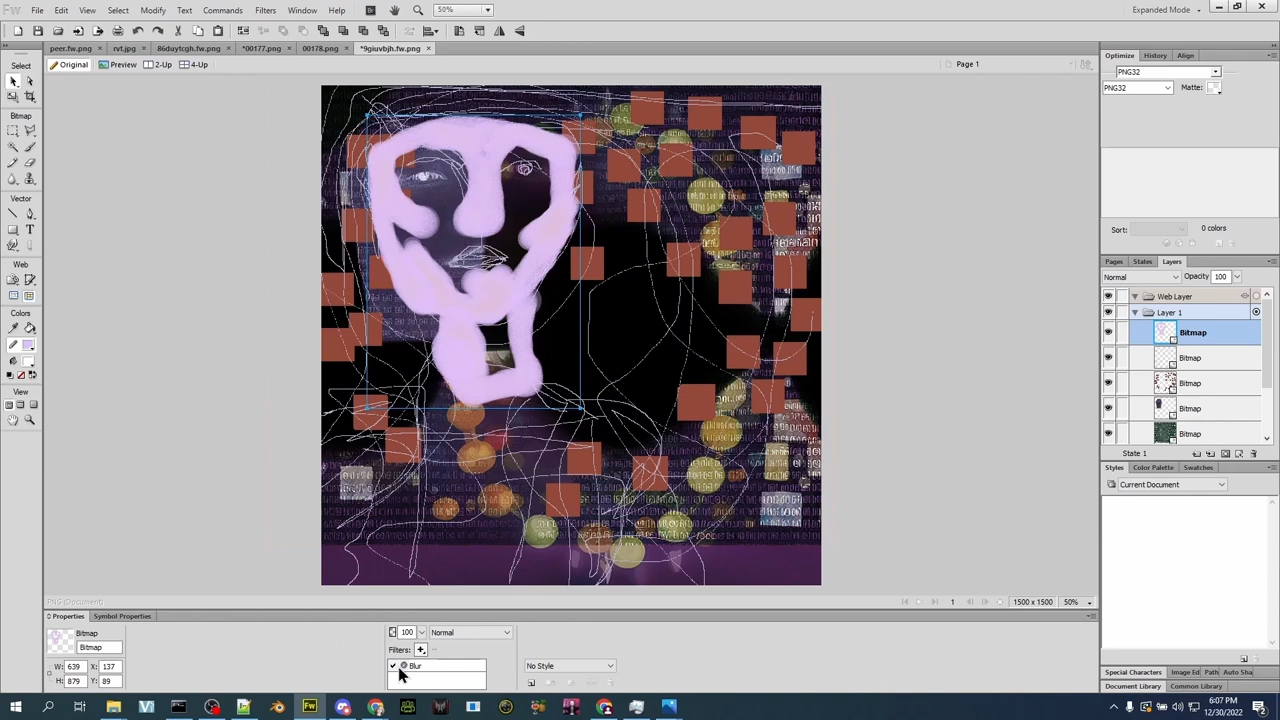 Fw File Edit View Select Modify Text Commands Filters Window Help Br 50% Expanded Mode
peer.fw.png rvt.jpg 86duytcgh.fw.png *00177.png 00178.png *9giuvbjh.fw.png
Original Preview 2-Up 4-Up Page 1
Select
Bitmap
Vector
Web
Colors
View
Optimize History Align
PNG32
PNG32 Matte:
Sort: 0 colors
Pages States Layers
Normal Opacity 100
Web Layer
Layer 1
Bitmap
Bitmap
Bitmap
Bitmap
Bitmap
State 1
Styles Color Palette Swatches
Current Document
PNG (Document) 1 1500 x 1500 50%
Properties Symbol Properties
Bitmap
Bitmap
W: 639 X: 137
H: 879 Y: 89
100 Normal
Filters:
Blur
No Style
Special Characters Image Ed Path Auto Sha
Document Library Common Library
6:07 PM
12/30/2022